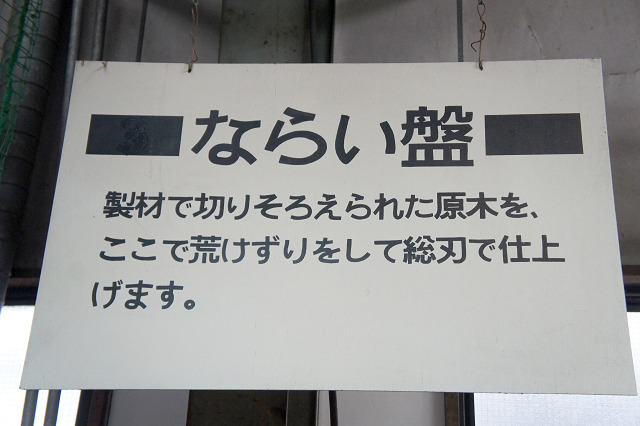 ならい盤
製材で切りそろえられた原木を、
ここで荒けずりをして総刃で仕上
げます。